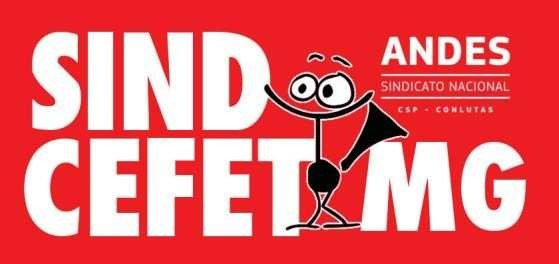 SIND
CEFET MG
ANDES
SINDICATO NACIONAL
CSP - CONLUTAS